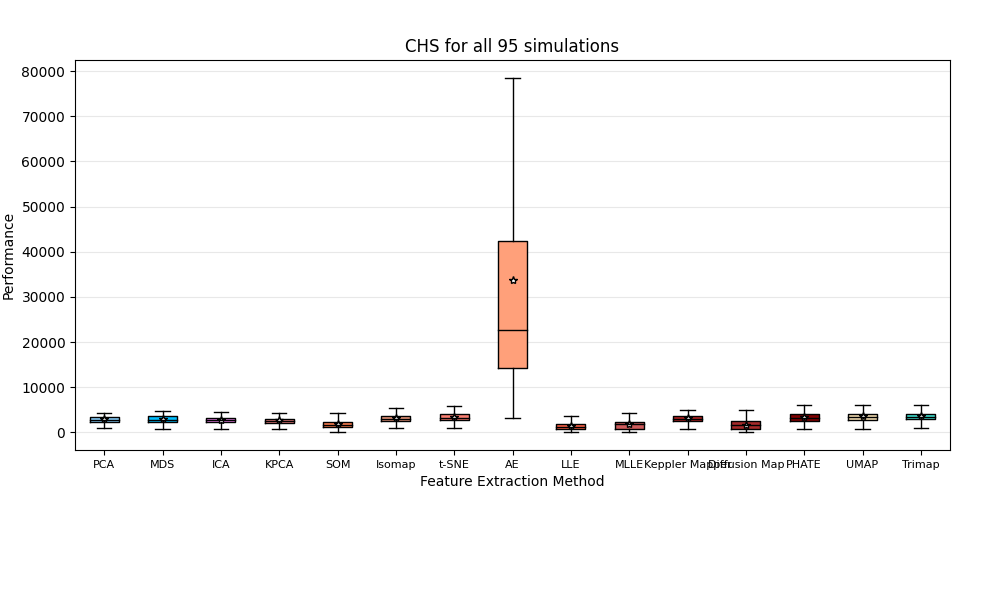 CHS for all 95 simulations
80000
70000
60000
50000
40000
30000
20000
10000
0
Performance
PCA MDS ICA KPCA SOM Isomap t-SNE AE LLE MLLE Keppler Mapper Diffusion Map PHATE UMAP Trimap
Feature Extraction Method